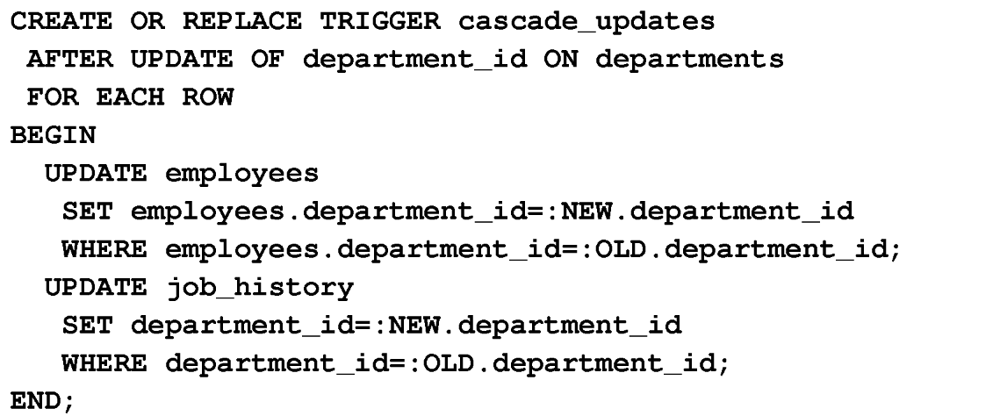 CREATE OR REPLACE TRIGGER cascade_updates
AFTER UPDATE OF department_id ON departments
FOR EACH ROW
BEGIN
UPDATE employees
SET employees.department_id=:NEW.department_id
WHERE employees.department_id=:OLD.department_id;
UPDATE job_history
SET department_id=:NEW.department_id
WHERE department_id=:OLD.department_id;
END;